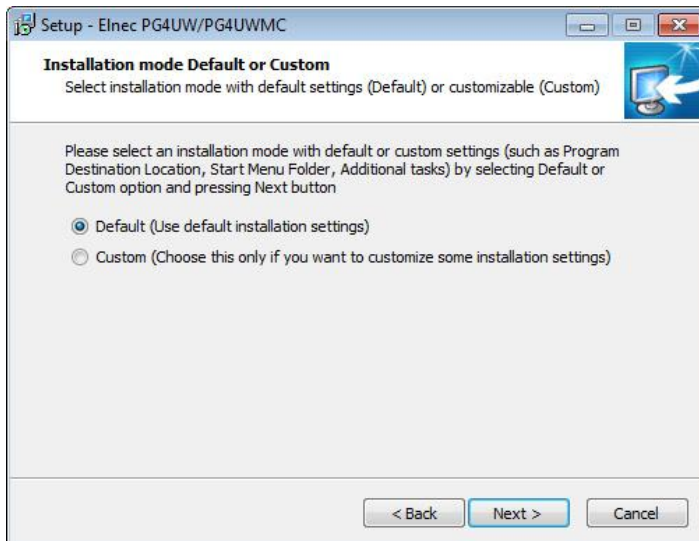 Setup - Elnec PG4UW/PG4UWMC
Installation mode Default or Custom
Select installation mode with default settings (Default) or customizable (Custom)
Please select an installation mode with default or custom settings (such as Program
Destination Location, Start Menu Folder, Additional tasks) by selecting Default or
Custom option and pressing Next button
Default (Use default installation settings)
Custom (Choose this only if you want to customize some installation settings)
< Back Next > Cancel